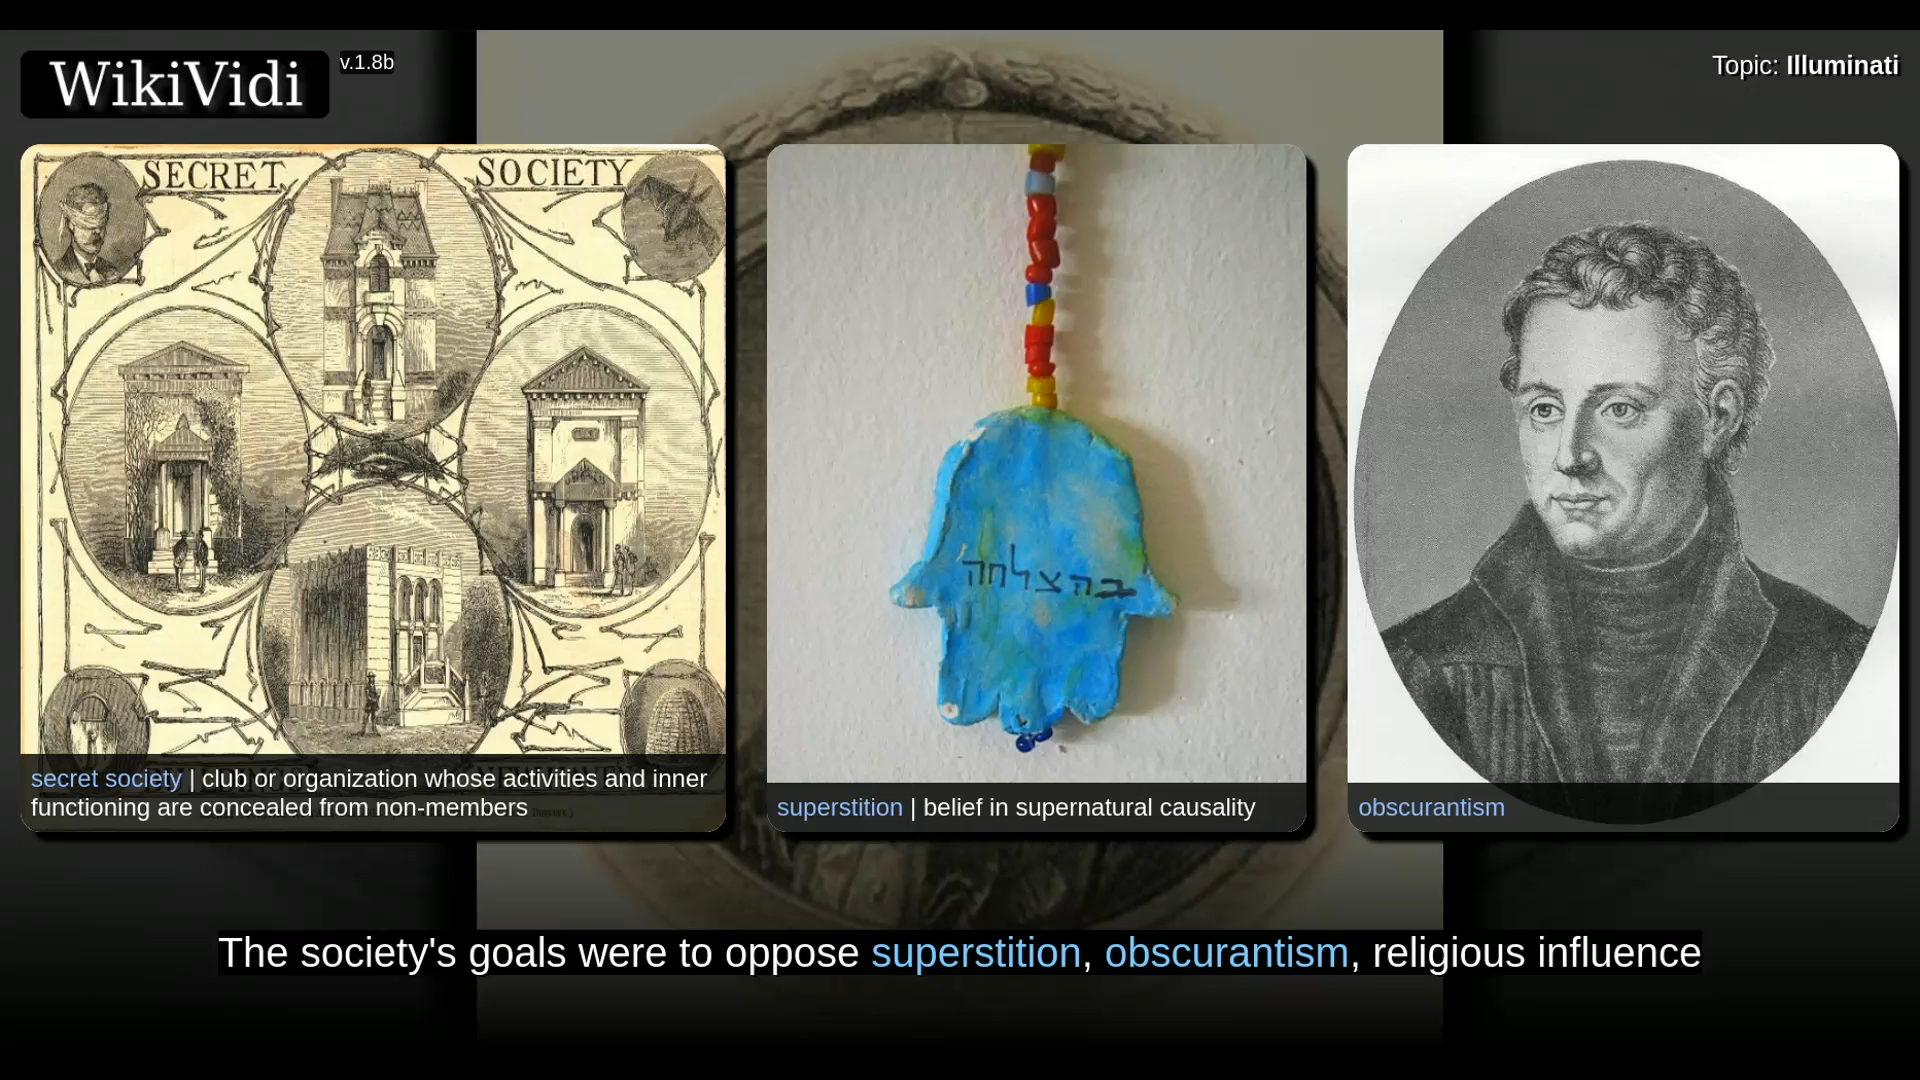 WikiVidi
v.1.8b
Topic: Illuminati
SECRET SOCIETY
בהצלחה
secret society | club or organization whose activities and inner
functioning are concealed from non-members
superstition | belief in supernatural causality
obscurantism
The society's goals were to oppose superstition, obscurantism, religious influence